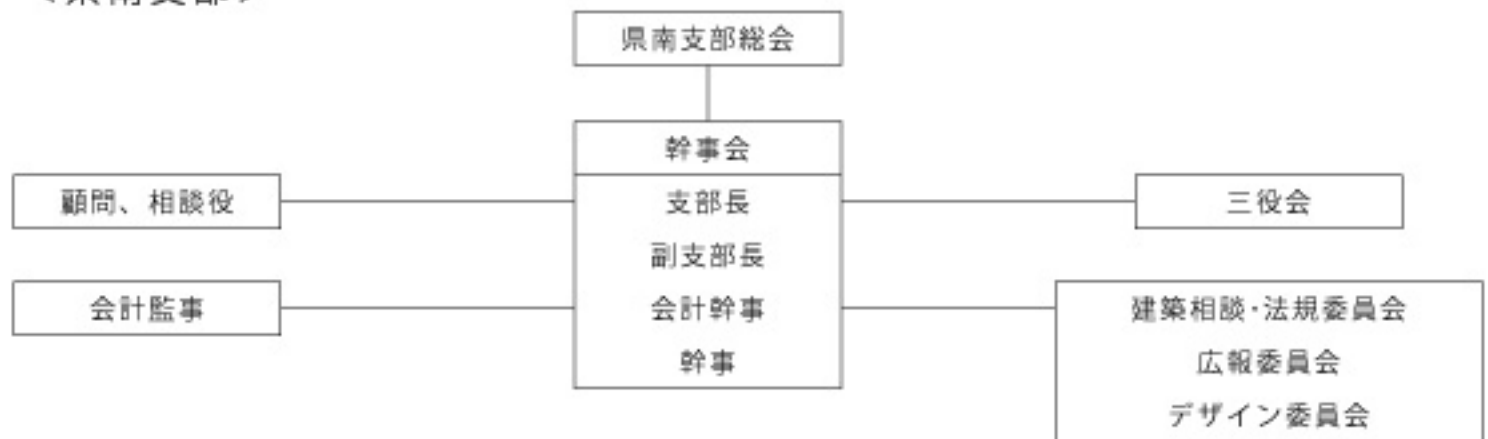 県南支部総会
幹事会
顧問、相談役
支部長
三役会
副支部長
会計監事
会計幹事
建築相談・法規委員会
幹事
広報委員会
デザイン委員会